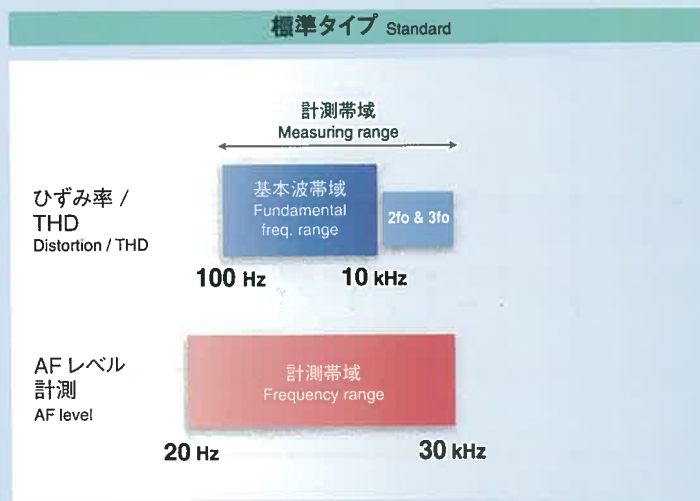 標準タイプ Standard
計測帯域
Measuring range
ひずみ率 /
THD
Distortion / THD
基本波帯域
Fundamental
freq. range
2fo & 3fo
100 Hz
10 kHz
AF レベル
計測
AF level
計測帯域
Frequency range
20 Hz
30 kHz